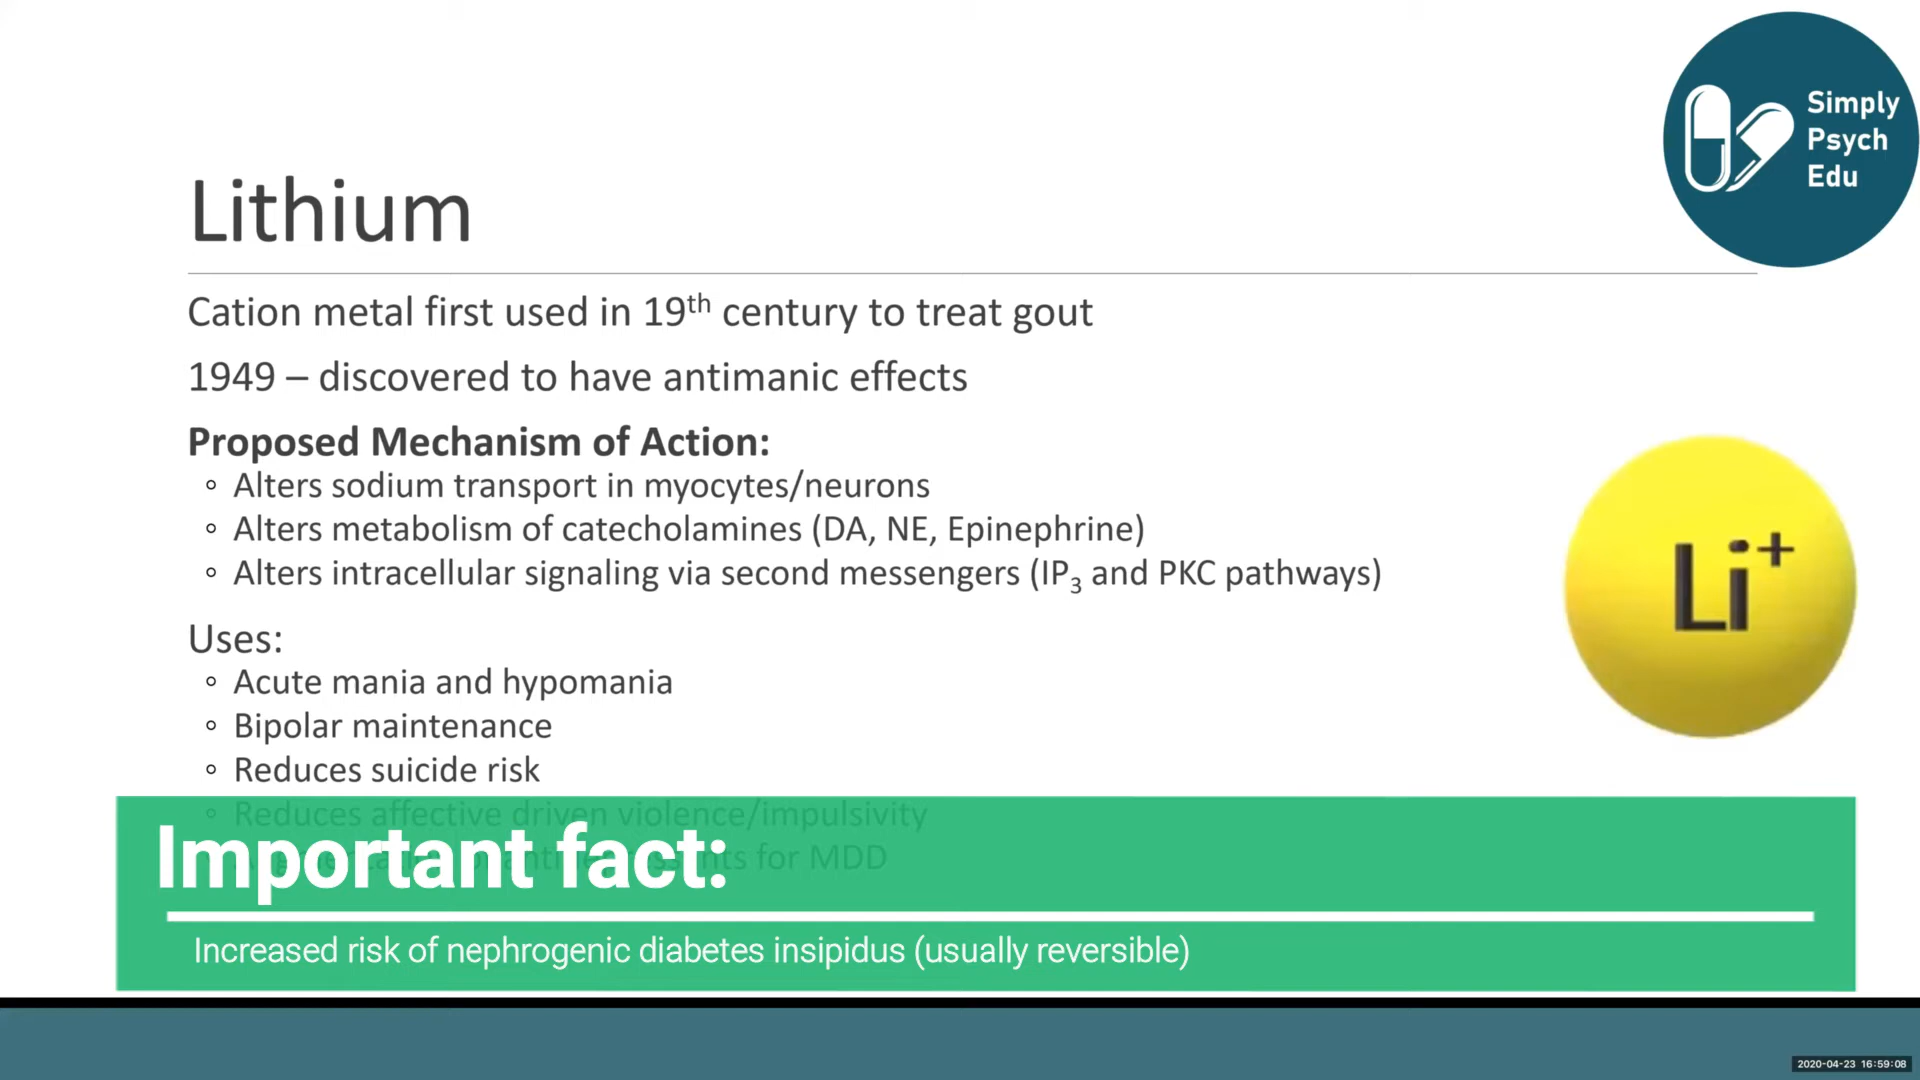 Simply
Psych
Edu
Lithium
Cation metal first used in 19th century to treat gout
1949 – discovered to have antimanic effects
Proposed Mechanism of Action:
◦ Alters sodium transport in myocytes/neurons
◦ Alters metabolism of catecholamines (DA, NE, Epinephrine)
◦ Alters intracellular signaling via second messengers (IP3 and PKC pathways)
Li+
Uses:
◦ Acute mania and hypomania
◦ Bipolar maintenance
◦ Reduces suicide risk
◦ Reduces affective driven violence/impulsivity
for MDD
Important fact:
Increased risk of nephrogenic diabetes insipidus (usually reversible)
2020-04-23 16:59:08